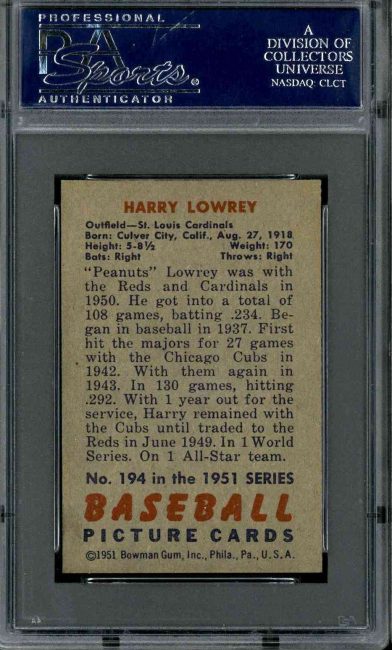 PROFESSIONAL
PSA
Sports®
AUTHENTICATOR
A
DIVISION OF
COLLECTORS
UNIVERSE
NASDAQ: CLCT
HARRY LOWREY
Outfield—St. Louis Cardinals
Born: Culver City, Calif., Aug. 27, 1918
Height: 5-8½ Weight: 170
Bats: Right Throws: Right
"Peanuts" Lowrey was with
the Reds and Cardinals in
1950. He got into a total of
108 games, batting .234. Be-
gan in baseball in 1937. First
hit the majors for 27 games
with the Chicago Cubs in
1942. With them again in
1943. In 130 games, hitting
.292. With 1 year out for the
service, Harry remained with
the Cubs until traded to the
Reds in June 1949. In 1 World
Series. On 1 All-Star team.
No. 194 in the 1951 SERIES
BASEBALL
PICTURE CARDS
©1951 Bowman Gum, Inc., Phila., Pa., U.S.A.